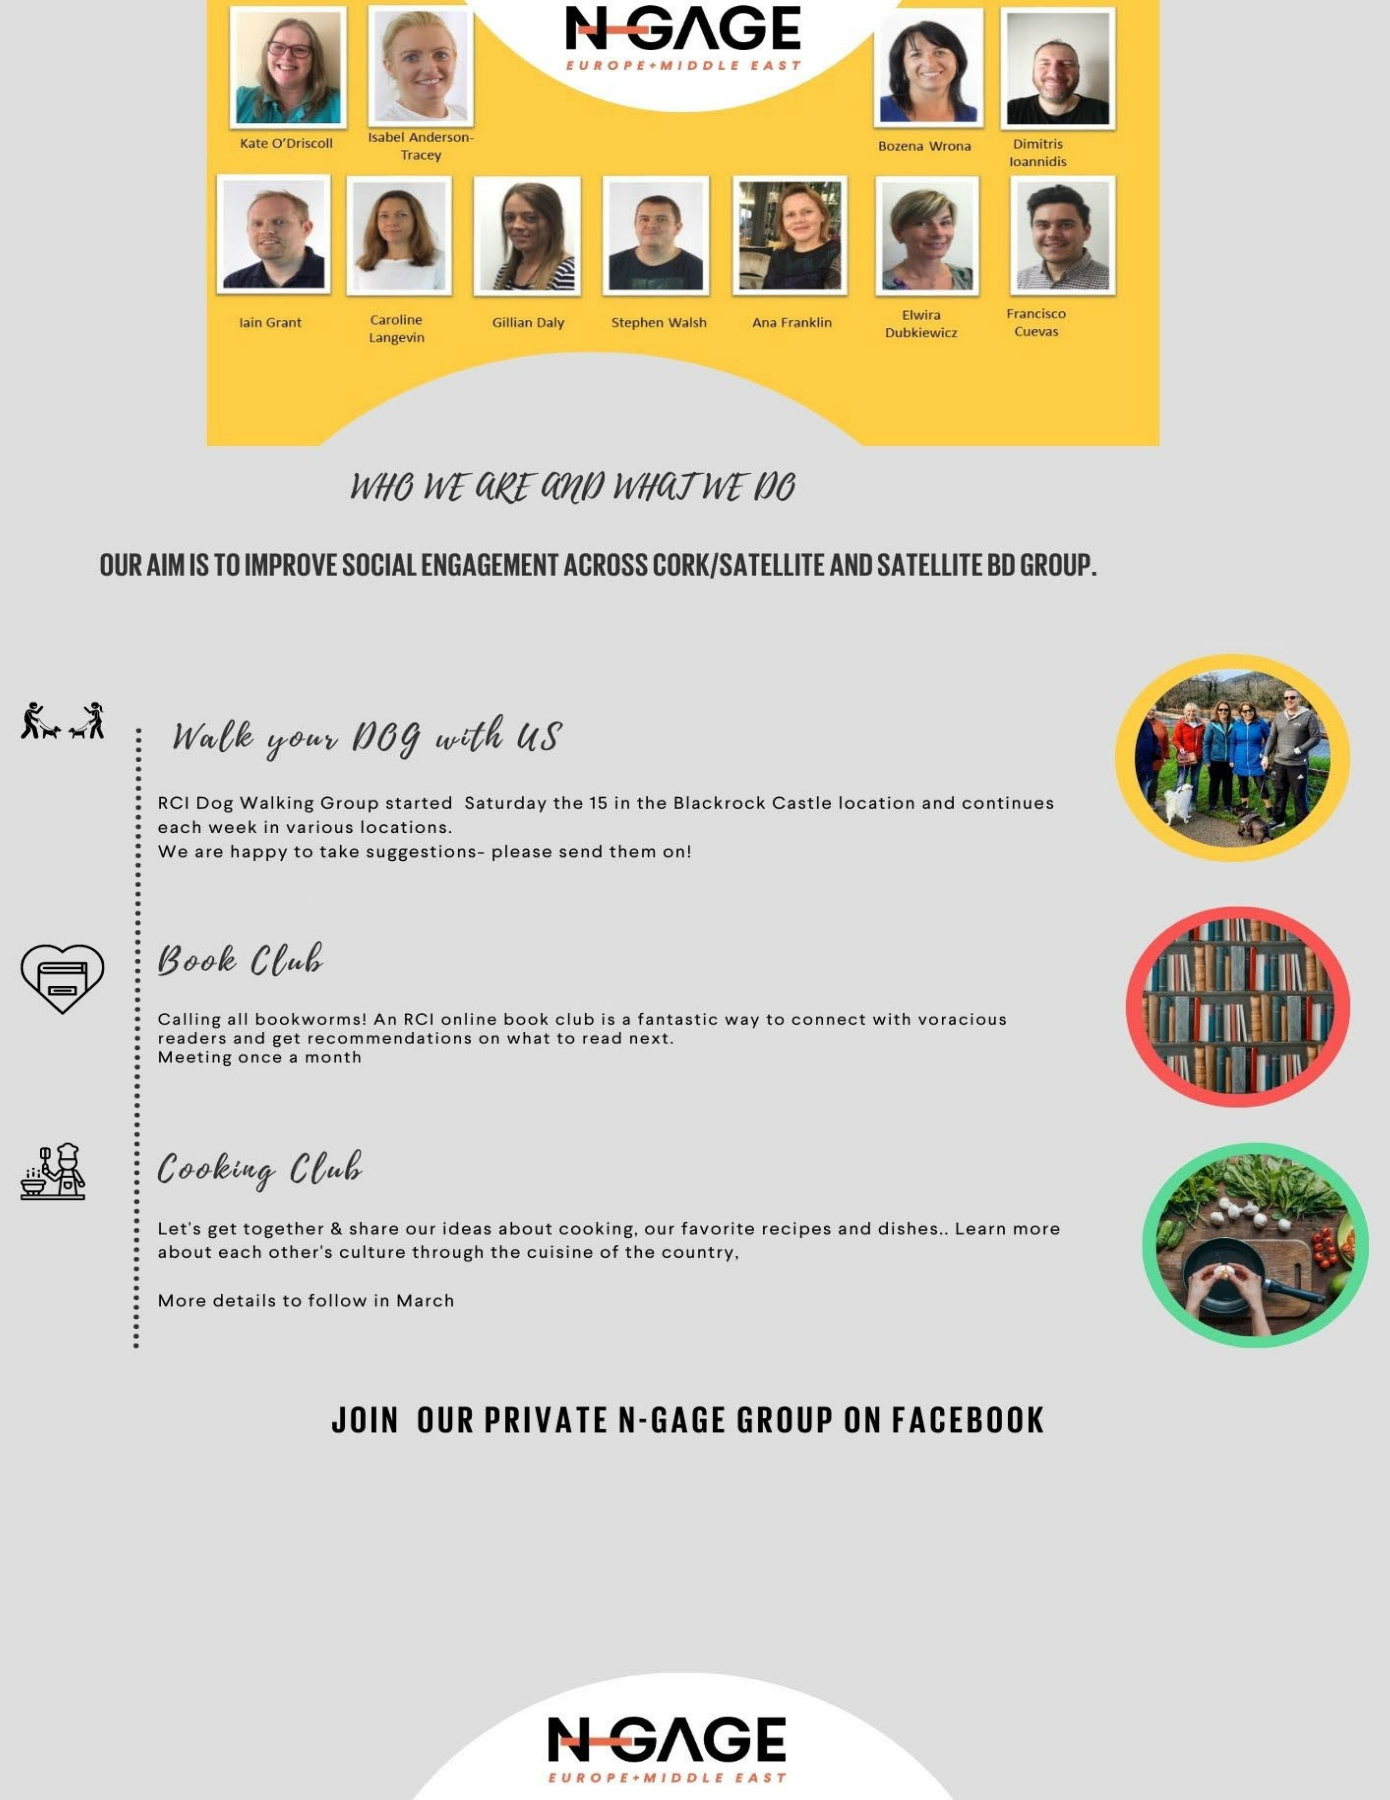 N-GAGE
EUROPE+MIDDLE EAST
Kate O'Driscoll
Isabel Anderson-
Tracey
Bozena Wrona
Dimitris
Ioannidis
Iain Grant
Caroline
Langevin
Gillian Daly
Stephen Walsh
Ana Franklin
Elwira
Dubkiewicz
Francisco
Cuevas
WHO WE ARE AND WHAT WE DO
OUR AIM IS TO IMPROVE SOCIAL ENGAGEMENT ACROSS CORK/SATELLITE AND SATELLITE BD GROUP.
Walk your DOG with US
RCI Dog Walking Group started Saturday the 15 in the Blackrock Castle location and continues
each week in various locations.
We are happy to take suggestions- please send them on!
Book Club
Calling all bookworms! An RCI online book club is a fantastic way to connect with voracious
readers and get recommendations on what to read next.
Meeting once a month
Cooking Club
Let's get together & share our ideas about cooking, our favorite recipes and dishes.. Learn more
about each other's culture through the cuisine of the country,
More details to follow in March
JOIN OUR PRIVATE N-GAGE GROUP ON FACEBOOK
N-GAGE
EUROPE+MIDDLE EAST